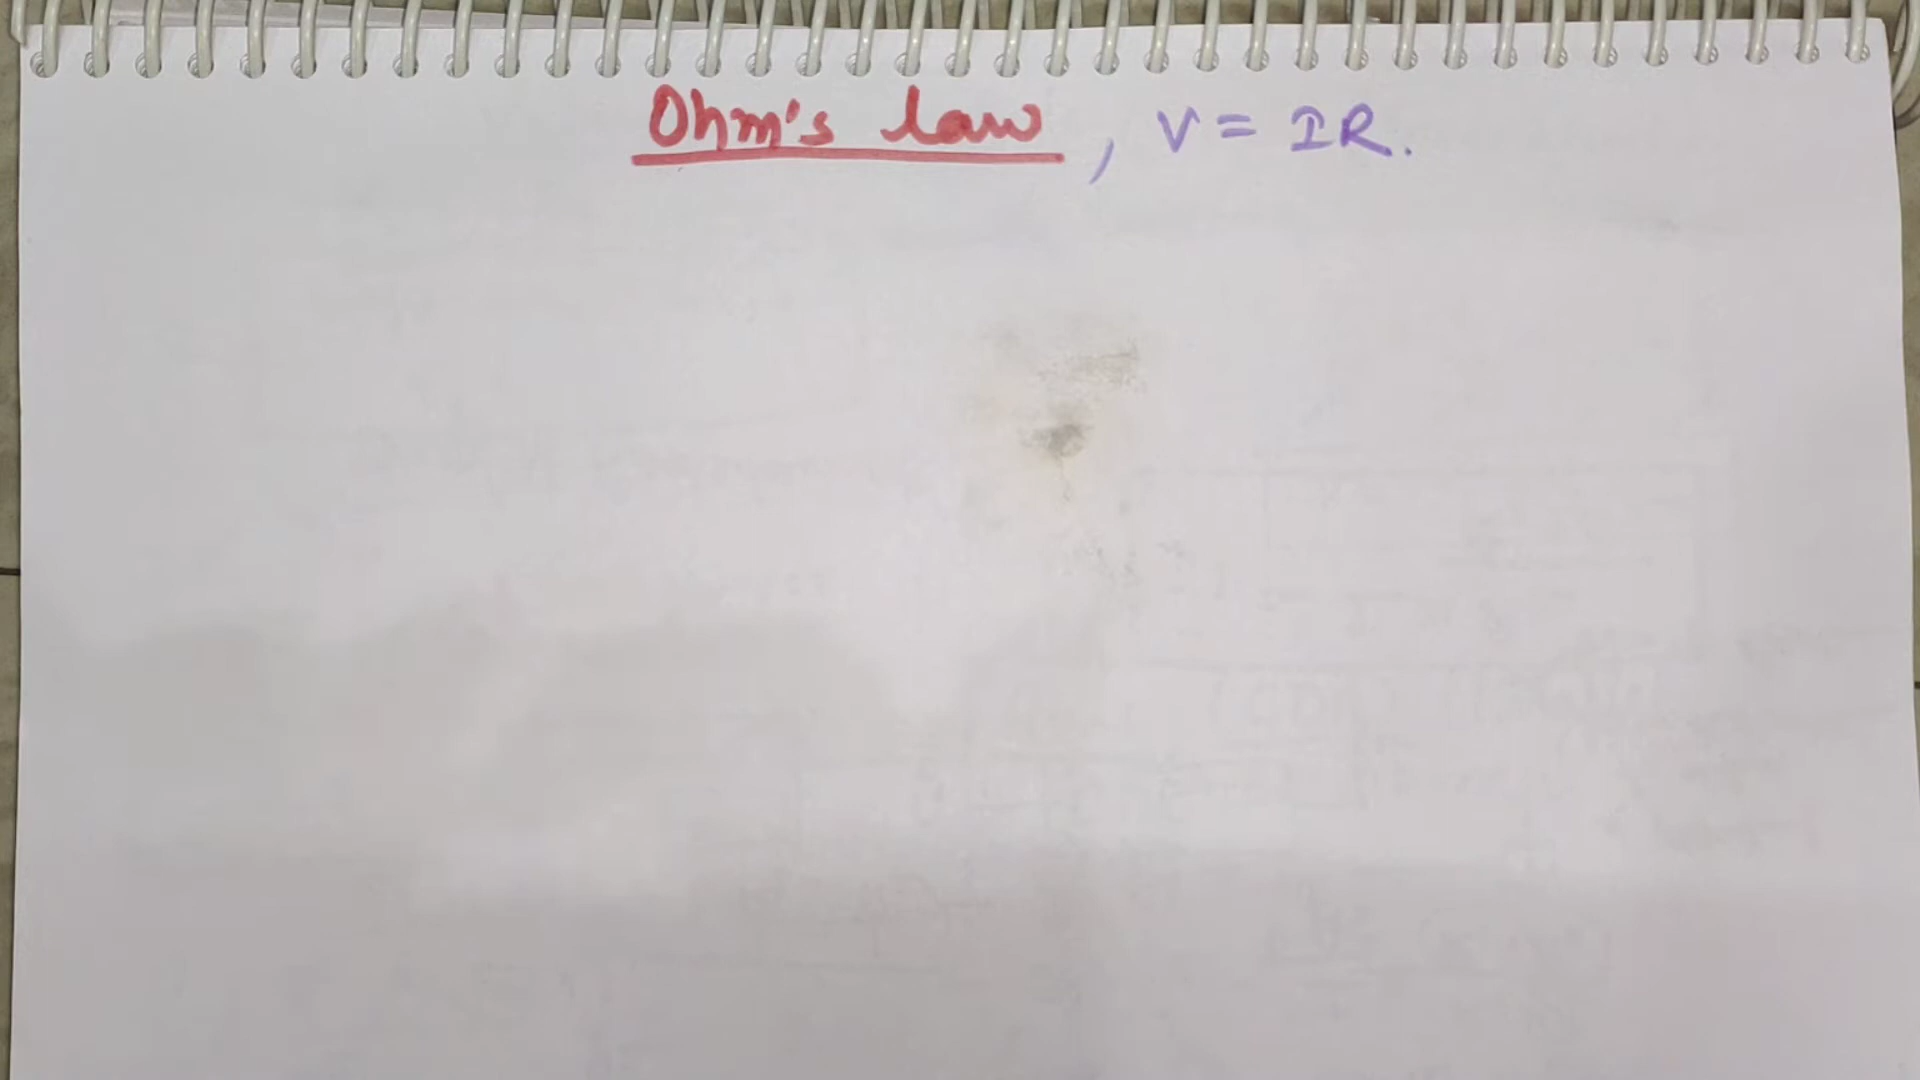 Ohm's law, V = IR.